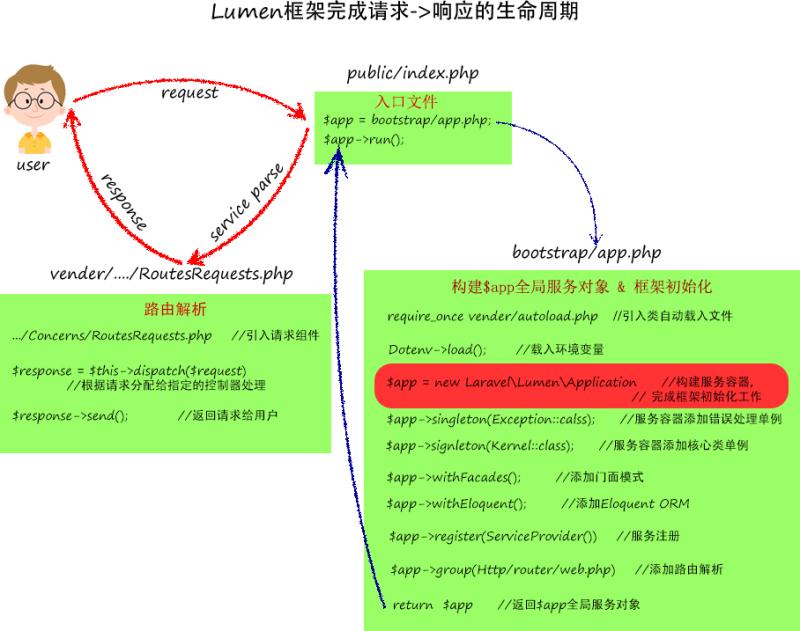 Lumen框架完成请求->响应的生命周期
public/index.php
入口文件
$app = bootstrap/app.php;
$app->run();
request
user
response
service parse
vender/..../RoutesRequests.php
路由解析
.../Concerns/RoutesRequests.php //引入请求组件
$response = $this->dispatch($request)
//根据请求分配给指定的控制器处理
$response->send(); //返回请求给用户
bootstrap/app.php
构建$app全局服务对象 & 框架初始化
require_once vender/autoload.php //引入类自动载入文件
Dotenv->load(); //载入环境变量
$app = new Laravel\Lumen\Application //构建服务容器,
// 完成框架初始化工作
$app->singleton(Exception::calss); //服务容器添加错误处理单例
$app->signleton(Kernel::class); //服务容器添加核心类单例
$app->withFacades(); //添加门面模式
$app->withEloquent(); //添加Eloquent ORM
$app->register(ServiceProvider()) //服务注册
$app->group(Http/router/web.php) //添加路由解析
return $app //返回$app全局服务对象